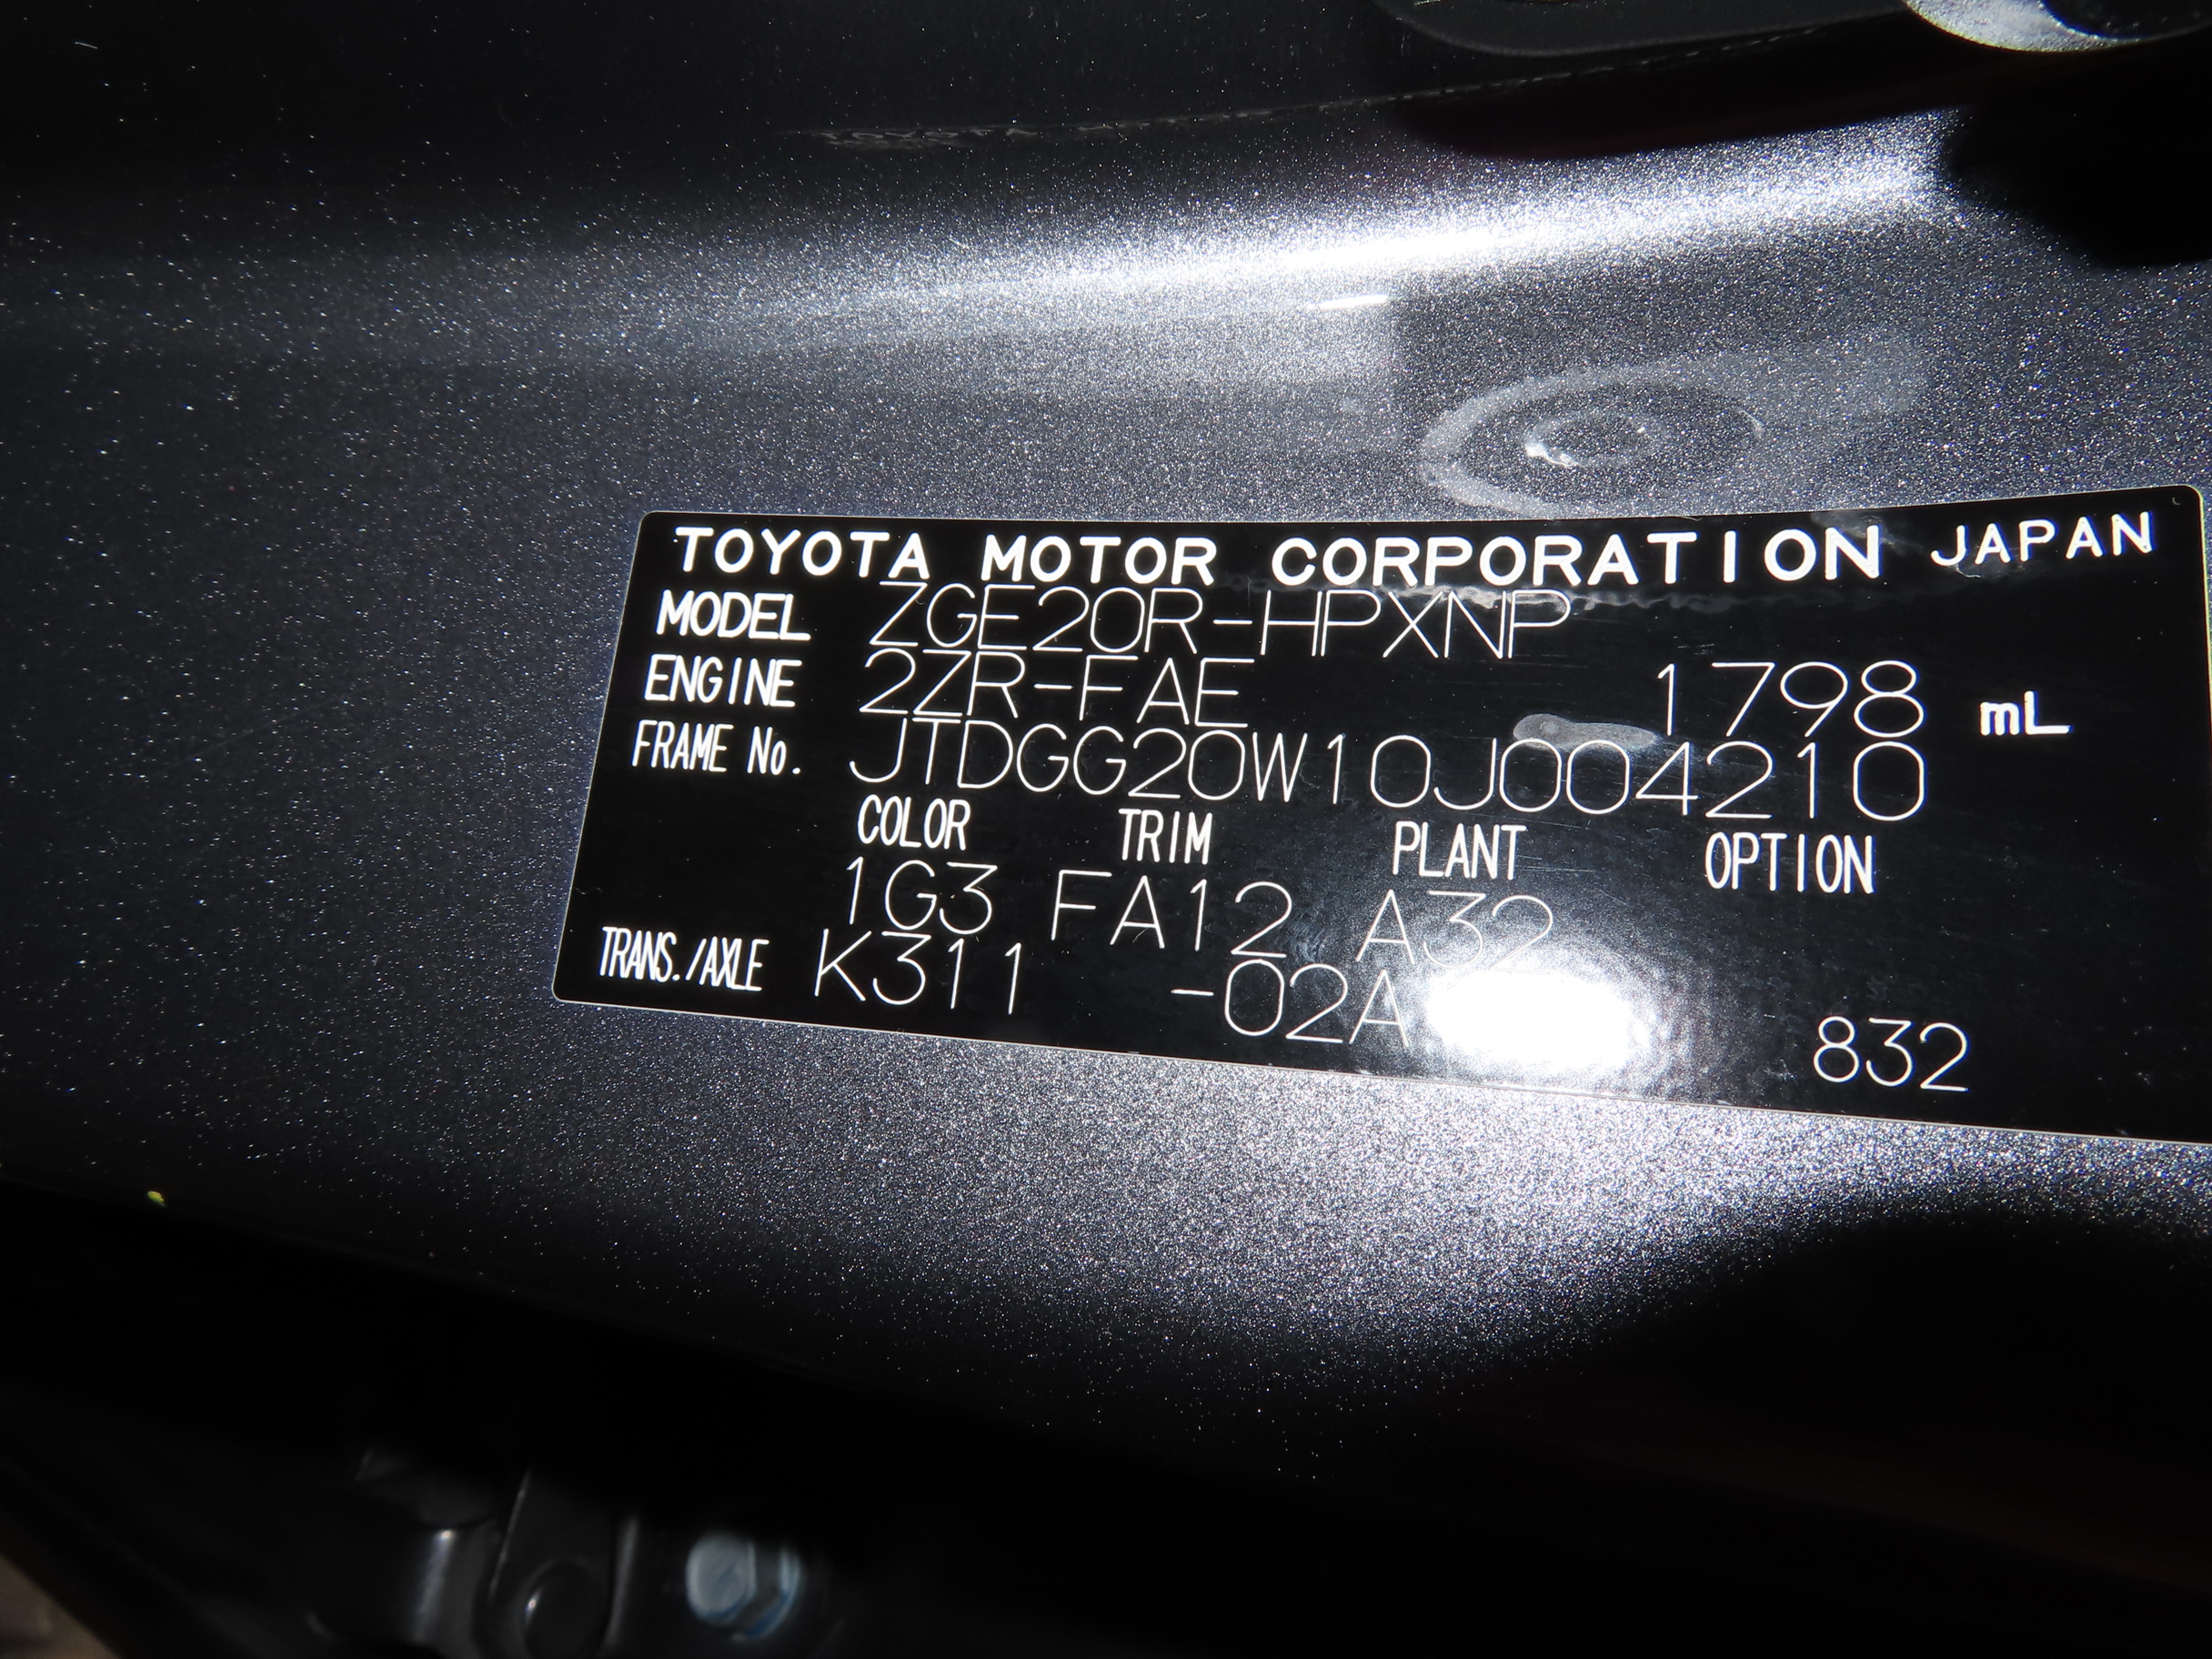 TOYOTA MOTOR CORPORATION JAPAN
MODEL ZGE20R-HPXNP
ENGINE 2ZR-FAE 1798 mL
FRAME No. JTDGG20W10J004210
COLOR TRIM PLANT OPTION
1G3 FA12 A32
TRANS./AXLE K311 -02A
832